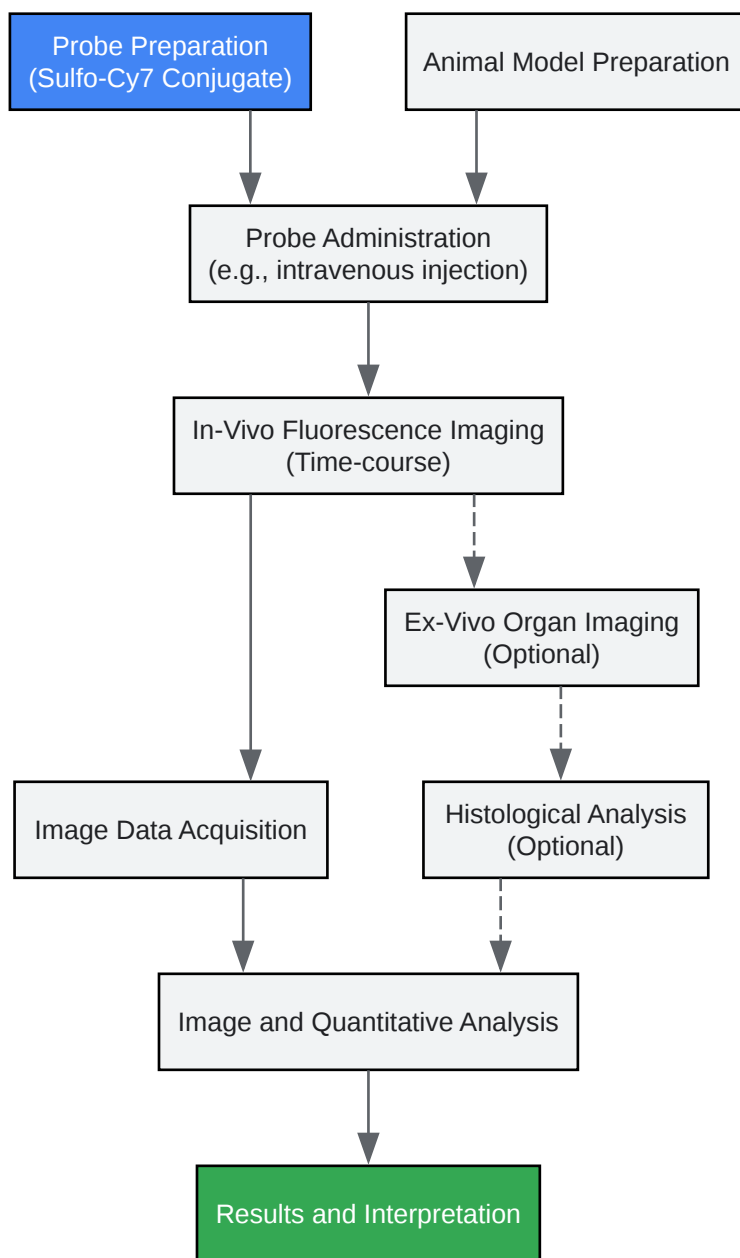 Probe Preparation
(Sulfo-Cy7 Conjugate)
Animal Model Preparation
Probe Administration
(e.g., intravenous injection)
In-Vivo Fluorescence Imaging
(Time-course)
Ex-Vivo Organ Imaging
(Optional)
Image Data Acquisition
Histological Analysis
(Optional)
Image and Quantitative Analysis
Results and Interpretation